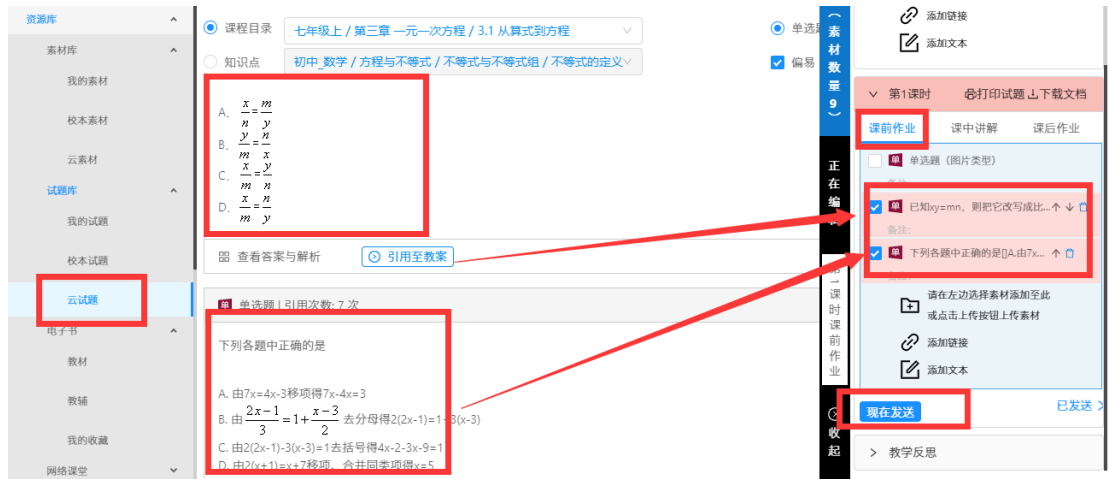 资源库
素材库
我的素材
校本素材
云素材
试题库
我的试题
校本试题
云试题
电子书
教材
教辅
我的收藏
网络课堂
课程目录 七年级上 / 第三章 一元一次方程 / 3.1 从算式到方程 单选题
知识点 初中_数学 / 方程与不等式 / 不等式与不等式组 / 不等式的定义 偏易
A. x/n = m/y
B. y/m = n/x
C. x/m = y/n
D. x/m = n/y
查看答案与解析 引用至教案
单 单选题 | 引用次数: 7 次
下列各题中正确的是
A. 由7x=4x-3移项得7x-4x=3
B. 由 (2x-1)/3 = 1 + (x-3)/2 去分母得2(2x-1)=1+3(x-3)
C. 由2(2x-1)-3(x-3)=1去括号得4x-2-3x-9=1
D. 由2(x+1)=x+7移项、合并同类项得x=5
（素材数量9）
正在编
课时课前作业
收起
添加链接
添加文本
第1课时 打印试题 下载文档
课前作业 课中讲解 课后作业
单 单选题（图片类型）
单 已知xy=mn，则把它改写成比...
备注:
单 下列各题中正确的是[]A.由7x...
请在左边选择素材添加至此
或点击上传按钮上传素材
添加链接
添加文本
现在发送 已发送
教学反思